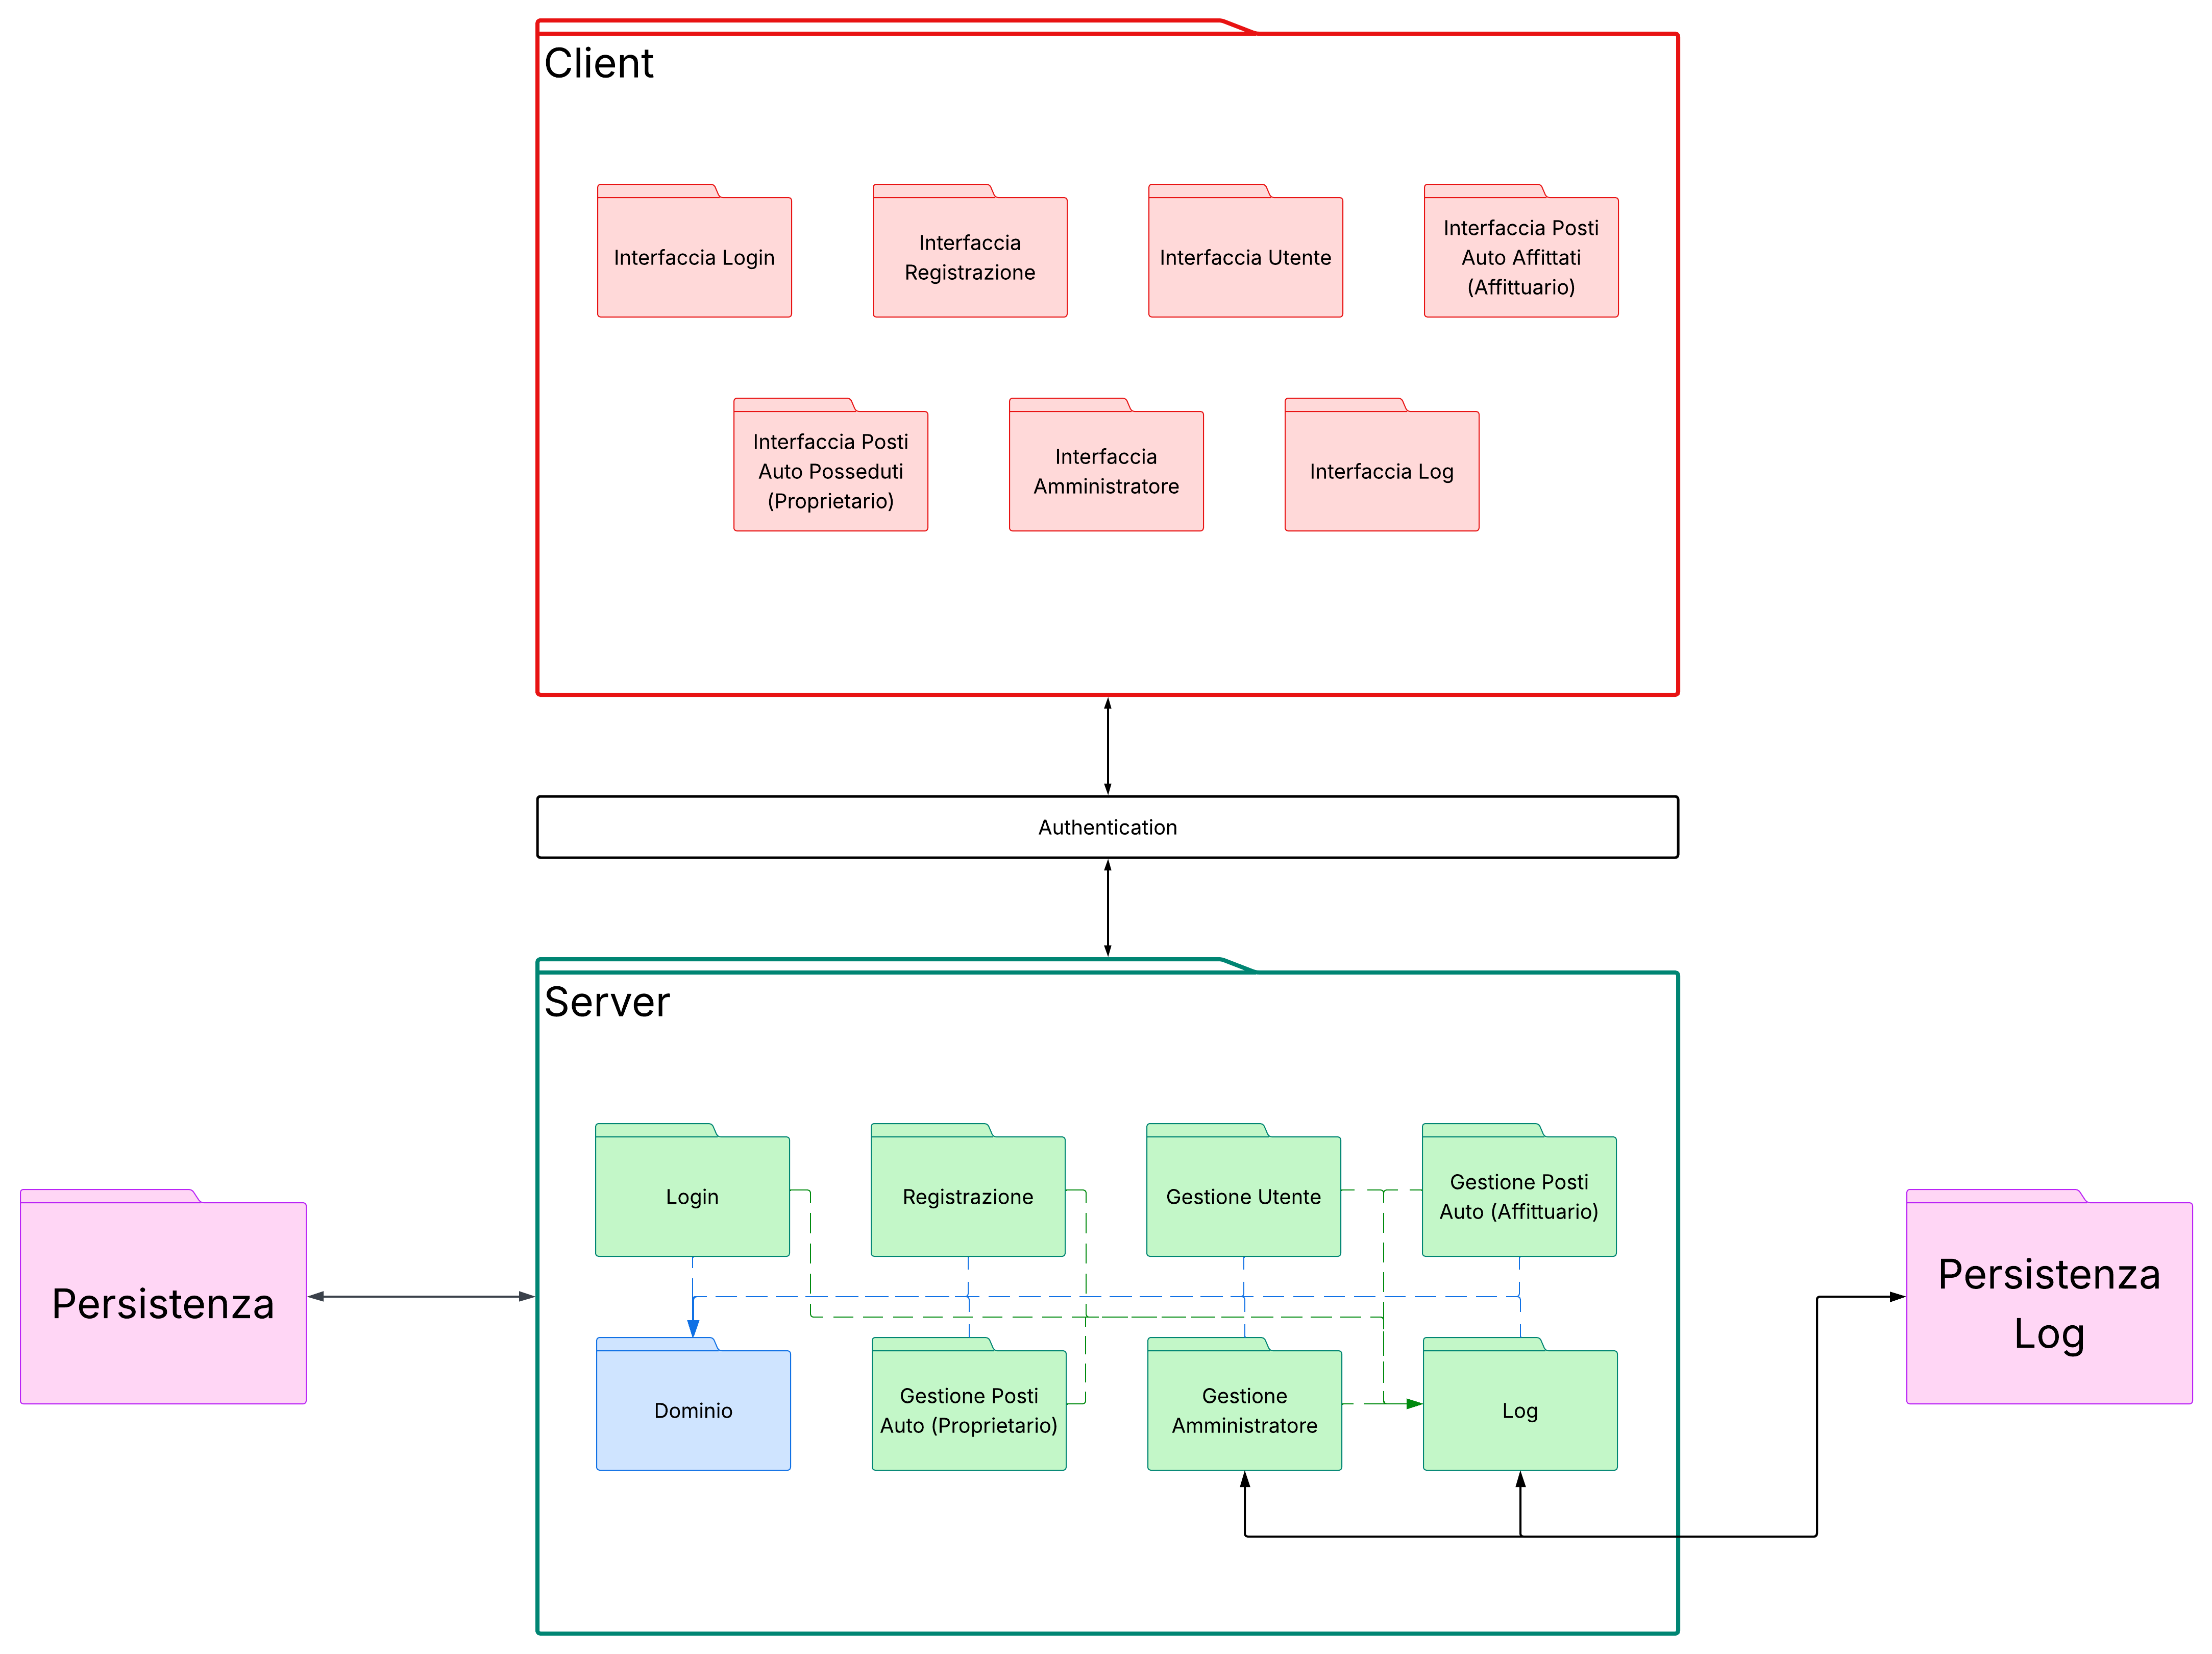 Client
Interfaccia Login
Interfaccia
Registrazione
Interfaccia Utente
Interfaccia Posti
Auto Affittati
(Affittuario)
Interfaccia Posti
Auto Posseduti
(Proprietario)
Interfaccia
Amministratore
Interfaccia Log
Authentication
Server
Login
Registrazione
Gestione Utente
Gestione Posti
Auto (Affittuario)
Persistenza
Dominio
Gestione Posti
Auto (Proprietario)
Gestione
Amministratore
Log
Persistenza
Log